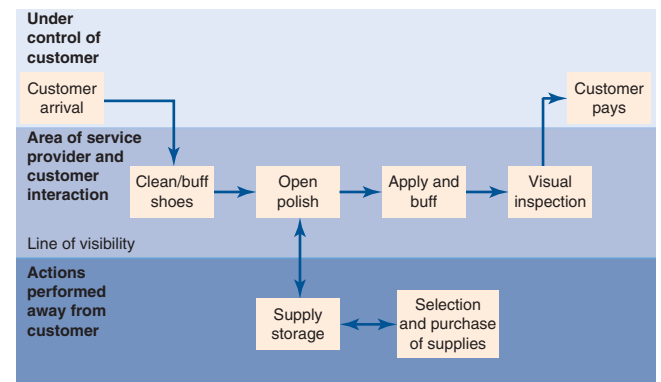 Under
control of
customer
Customer
arrival
Customer
pays
Area of service
provider and
customer
interaction
Clean/buff
shoes
Open
polish
Apply and
buff
Visual
inspection
Line of visibility
Actions
performed
away from
customer
Supply
storage
Selection
and purchase
of supplies